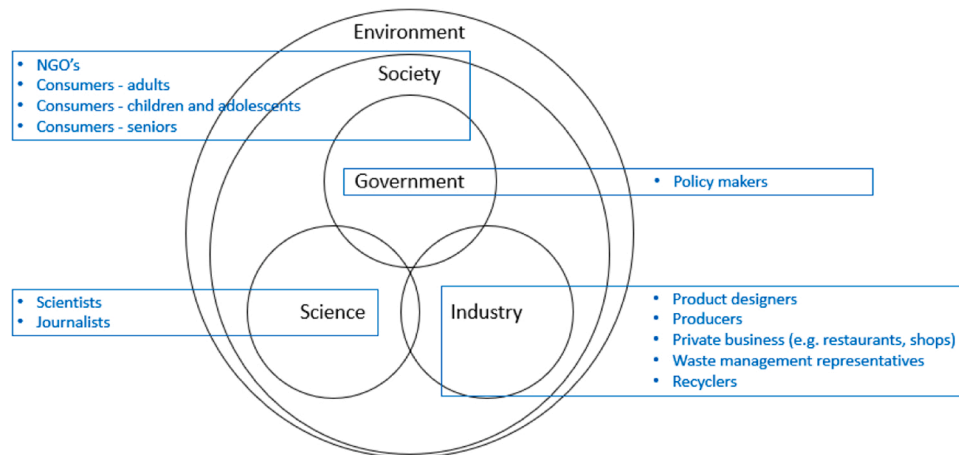 Environment
• NGO's
• Consumers - adults
• Consumers - children and adolescents
• Consumers - seniors
Society
Government
• Policy makers
• Scientists
• Journalists
Science
Industry
• Product designers
• Producers
• Private business (e.g. restaurants, shops)
• Waste management representatives
• Recyclers